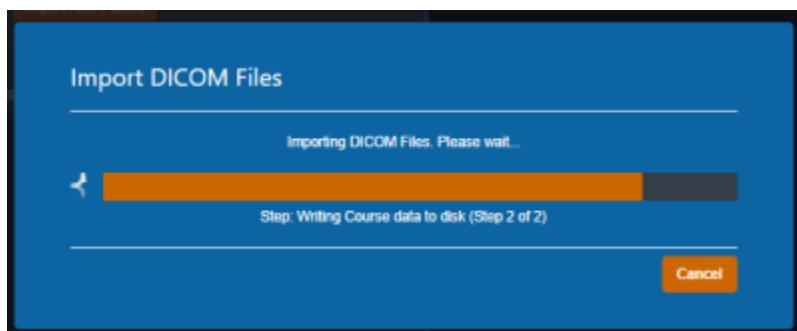 Import DICOM Files
Importing DICOM Files. Please wait...
Step: Writing Course data to disk (Step 2 of 2)
Cancel